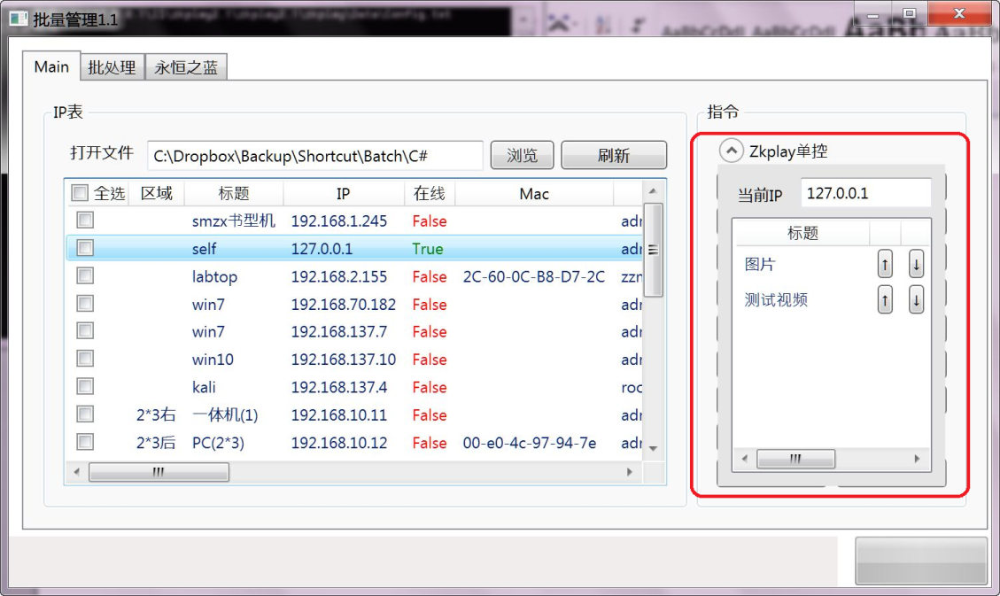 批量管理1.1
Main 批处理 永恒之蓝
IP表
打开文件 C:\Dropbox\Backup\Shortcut\Batch\C# 浏览 刷新
全选 区域 标题 IP 在线 Mac
smzx书型机 192.168.1.245 False adr
self 127.0.0.1 True adr
labtop 192.168.2.155 False 2C-60-0C-B8-D7-2C zzn
win7 192.168.70.182 False adr
win7 192.168.137.7 False adr
win10 192.168.137.10 False adr
kali 192.168.137.4 False roc
2*3右 一体机(1) 192.168.10.11 False adr
2*3后 PC(2*3) 192.168.10.12 False 00-e0-4c-97-94-7e adr
指令
Zkplay单控
当前IP 127.0.0.1
标题
图片 ↑ ↓
测试视频 ↑ ↓